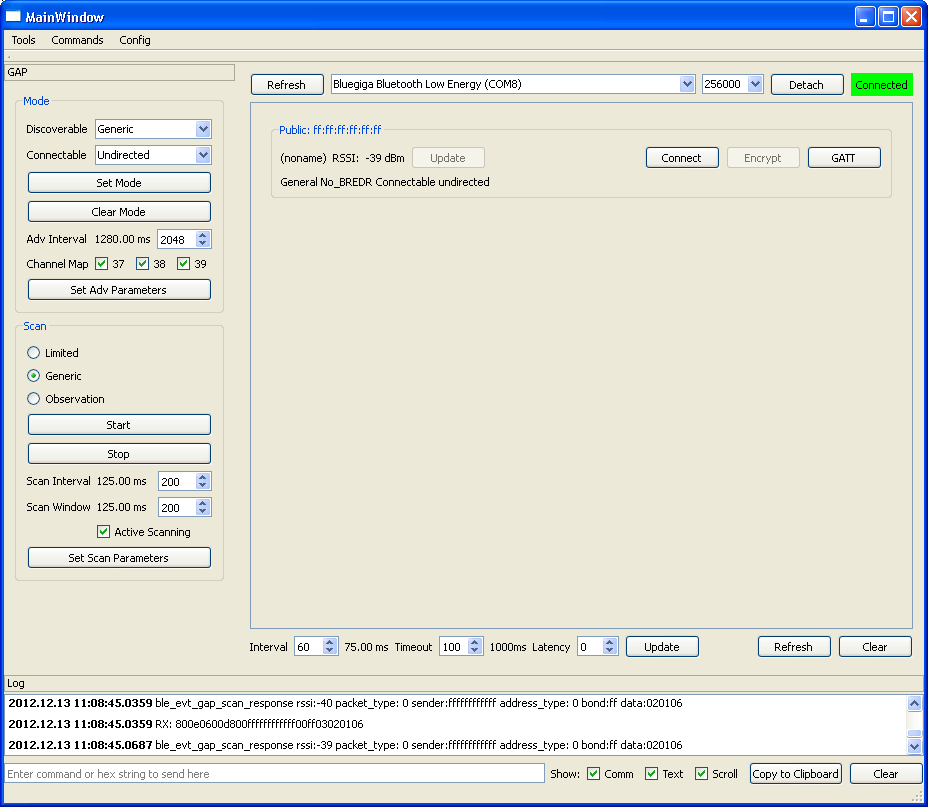 MainWindow
Tools Commands Config
GAP
Refresh Bluegiga Bluetooth Low Energy (COM8) 256000 Detach Connected
Mode
Discoverable Generic
Connectable Undirected
Set Mode
Clear Mode
Adv Interval 1280.00 ms 2048
Channel Map 37 38 39
Set Adv Parameters
Scan
Limited
Generic
Observation
Start
Stop
Scan Interval 125.00 ms 200
Scan Window 125.00 ms 200
Active Scanning
Set Scan Parameters
Public: ff:ff:ff:ff:ff:ff
(noname) RSSI: -39 dBm Update Connect Encrypt GATT
General No_BREDR Connectable undirected
Interval 60 75.00 ms Timeout 100 1000ms Latency 0 Update Refresh Clear
Log
2012.12.13 11:08:45.0359 ble_evt_gap_scan_response rssi:-40 packet_type: 0 sender:ffffffffffff address_type: 0 bond:ff data:020106
2012.12.13 11:08:45.0359 RX: 800e0600d800ffffffffffff00ff03020106
2012.12.13 11:08:45.0687 ble_evt_gap_scan_response rssi:-39 packet_type: 0 sender:ffffffffffff address_type: 0 bond:ff data:020106
Enter command or hex string to send here Show: Comm Text Scroll Copy to Clipboard Clear